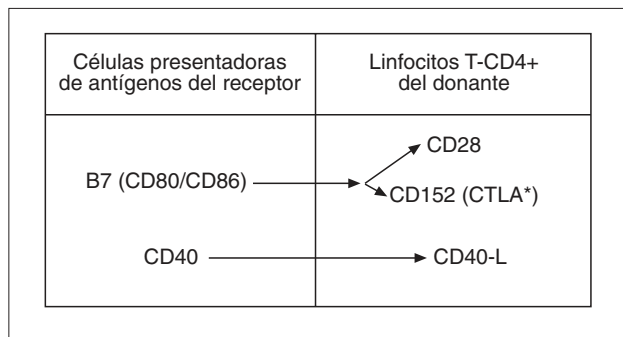 Células presentadoras
de antígenos del receptor
Linfocitos T-CD4+
del donante
B7 (CD80/CD86)
CD28
CD152 (CTLA*)
CD40
CD40-L